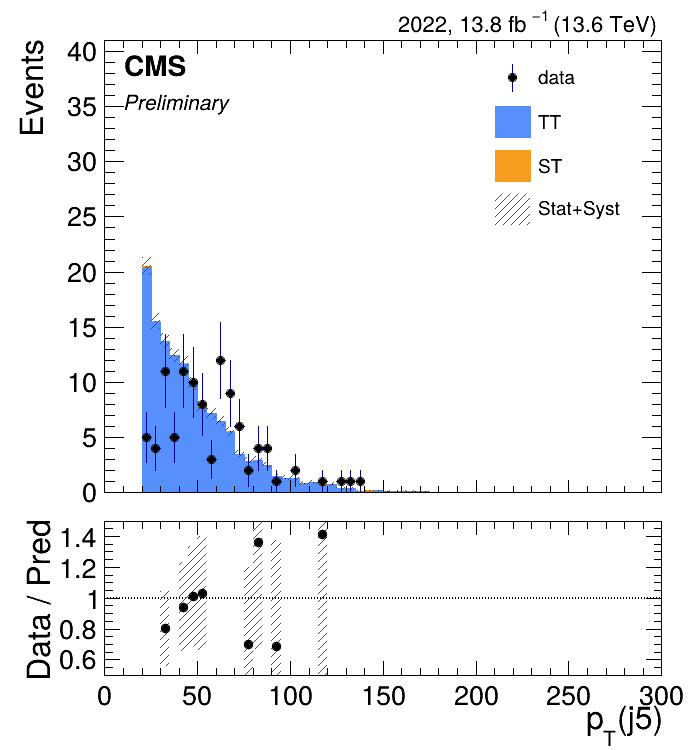 2022, 13.8 fb⁻¹ (13.6 TeV)
Events
40
35
30
25
20
15
10
5
0
CMS
Preliminary
data
TT
ST
Stat+Syst
Data / Pred
1.4
1.2
1
0.8
0.6
0 50 100 150 200 250 300
p_T(j5)